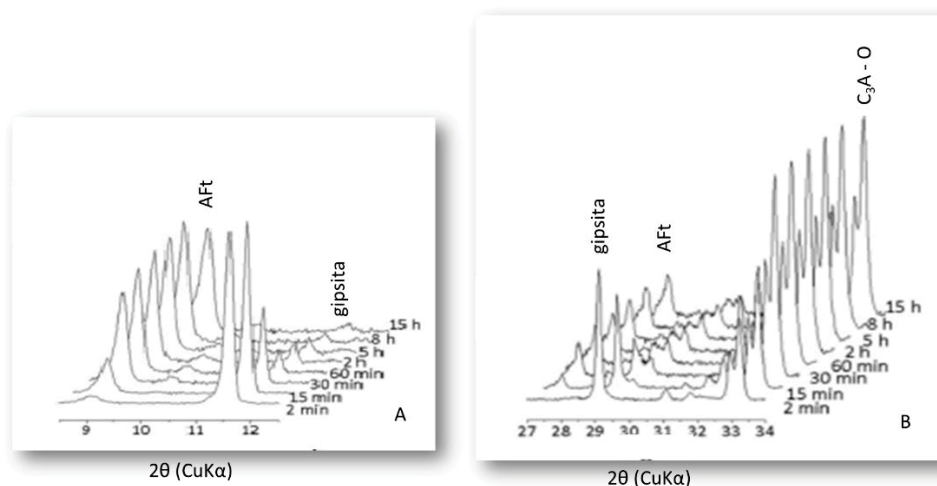 AFt
gipsita
15 h
8 h
5 h
2 h
60 min
30 min
15 min
2 min
9 10 11 12
A
2θ (CuKα)
C₃A - O
gipsita
AFt
15 h
8 h
5 h
2 h
60 min
30 min
15 min
2 min
27 28 29 30 31 32 33 34
B
2θ (CuKα)